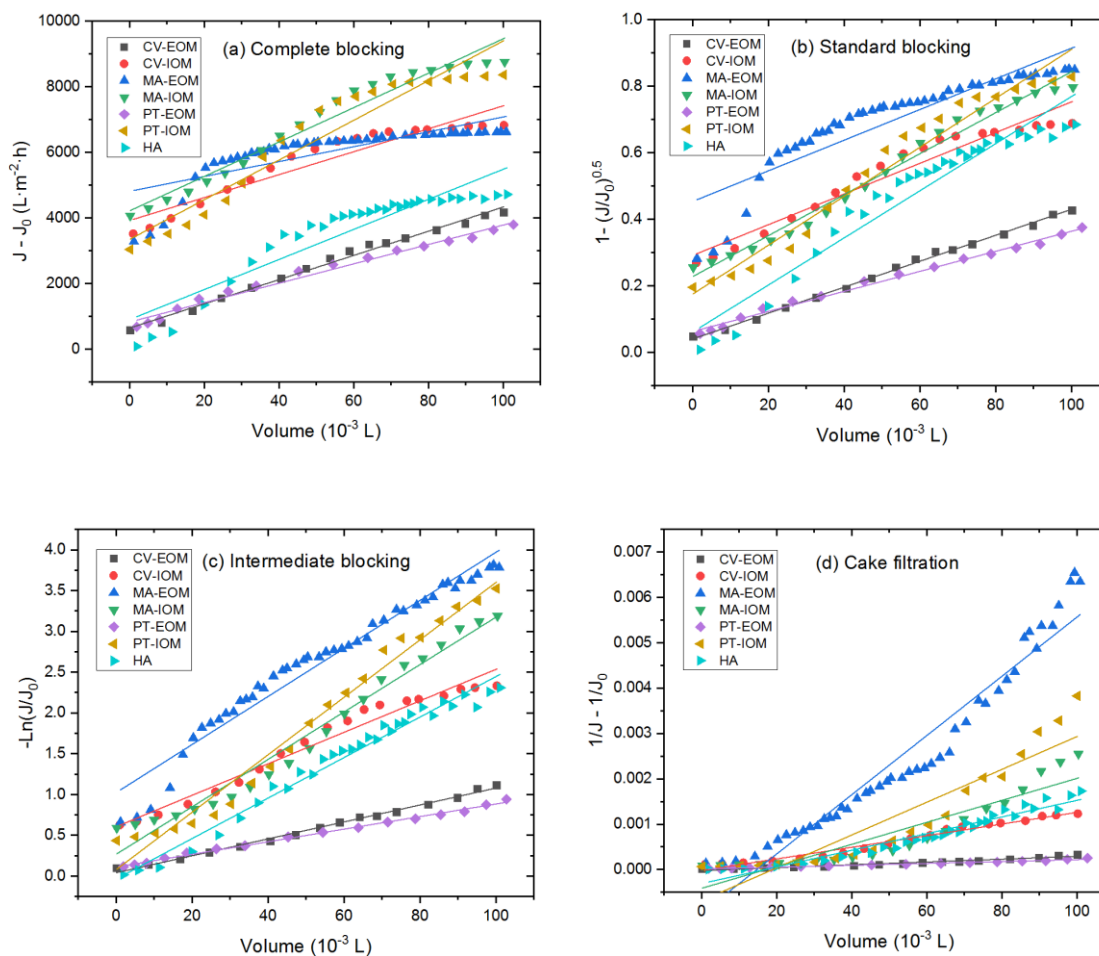 (a) Complete blocking
CV-EOM
CV-IOM
MA-EOM
MA-IOM
PT-EOM
PT-IOM
HA
J - J₀ (L·m⁻²·h)
10000
8000
6000
4000
2000
0
0 20 40 60 80 100
Volume (10⁻³ L)
(b) Standard blocking
CV-EOM
CV-IOM
MA-EOM
MA-IOM
PT-EOM
PT-IOM
HA
1- (J/J₀)⁰·⁵
1.0
0.8
0.6
0.4
0.2
0.0
0 20 40 60 80 100
Volume (10⁻³ L)
(c) Intermediate blocking
CV-EOM
CV-IOM
MA-EOM
MA-IOM
PT-EOM
PT-IOM
HA
-Ln(J/J₀)
4.0
3.5
3.0
2.5
2.0
1.5
1.0
0.5
0.0
0 20 40 60 80 100
Volume (10⁻³ L)
(d) Cake filtration
CV-EOM
CV-IOM
MA-EOM
MA-IOM
PT-EOM
PT-IOM
HA
1/J - 1/J₀
0.007
0.006
0.005
0.004
0.003
0.002
0.001
0.000
0 20 40 60 80 100
Volume (10⁻³ L)